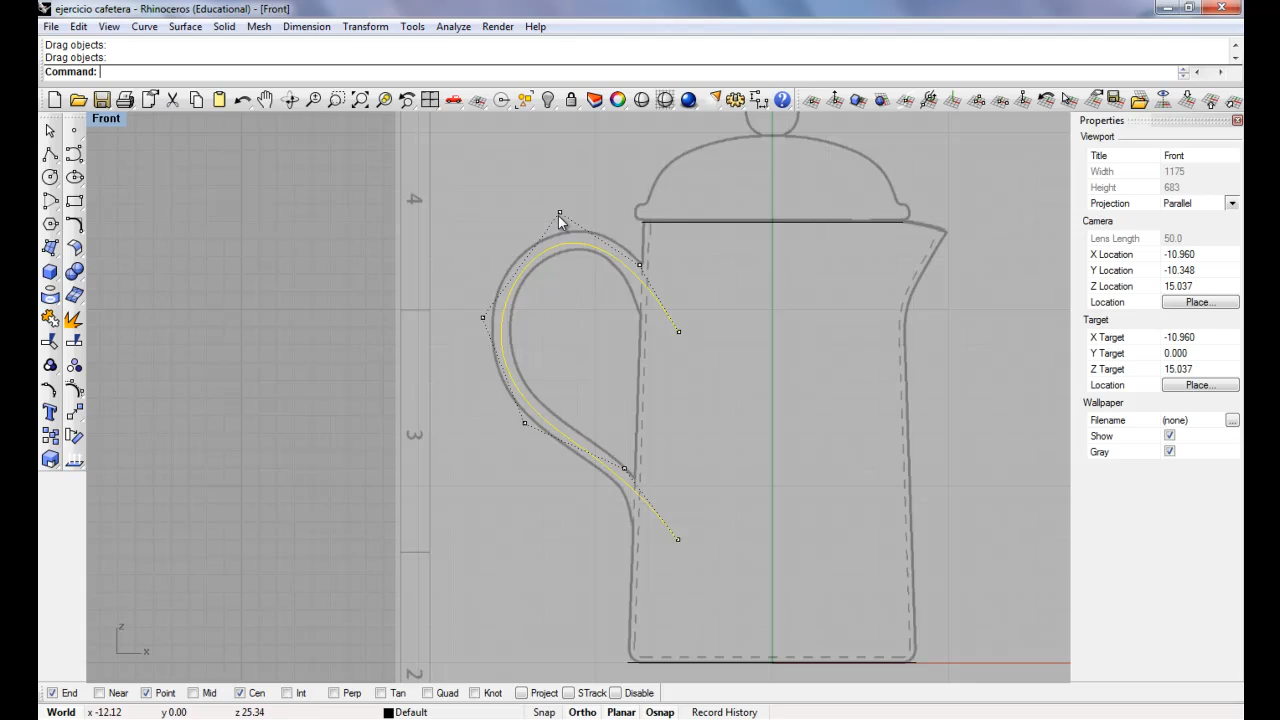 ejercicio cafetera - Rhinoceros (Educational) - [Front]
File Edit View Curve Surface Solid Mesh Dimension Transform Tools Analyze Render Help
Drag objects:
Drag objects:
Command:
Front
Properties
Viewport
Title Front
Width 1175
Height 683
Projection Parallel
Camera
Lens Length 50.0
X Location -10.960
Y Location -10.348
Z Location 15.037
Location Place...
Target
X Target -10.960
Y Target 0.000
Z Target 15.037
Location Place...
Wallpaper
Filename (none) ...
Show
Gray
4
3
2
z
x
End Near Point Mid Cen Int Perp Tan Quad Knot Project STrack Disable
World x -12.12 y 0.00 z 25.34 Default Snap Ortho Planar Osnap Record History